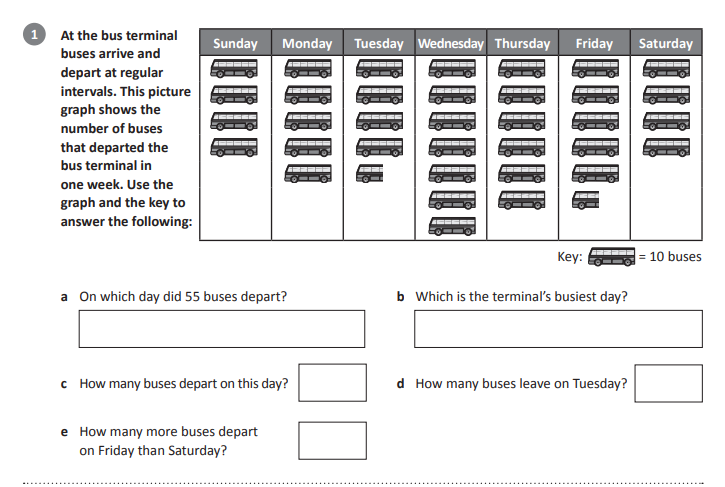 1
At the bus terminal
buses arrive and
depart at regular
intervals. This picture
graph shows the
number of buses
that departed the
bus terminal in
one week. Use the
graph and the key to
answer the following:
Sunday Monday Tuesday Wednesday Thursday Friday Saturday
Key: = 10 buses
a On which day did 55 buses depart?
b Which is the terminal's busiest day?
c How many buses depart on this day?
d How many buses leave on Tuesday?
e How many more buses depart
on Friday than Saturday?